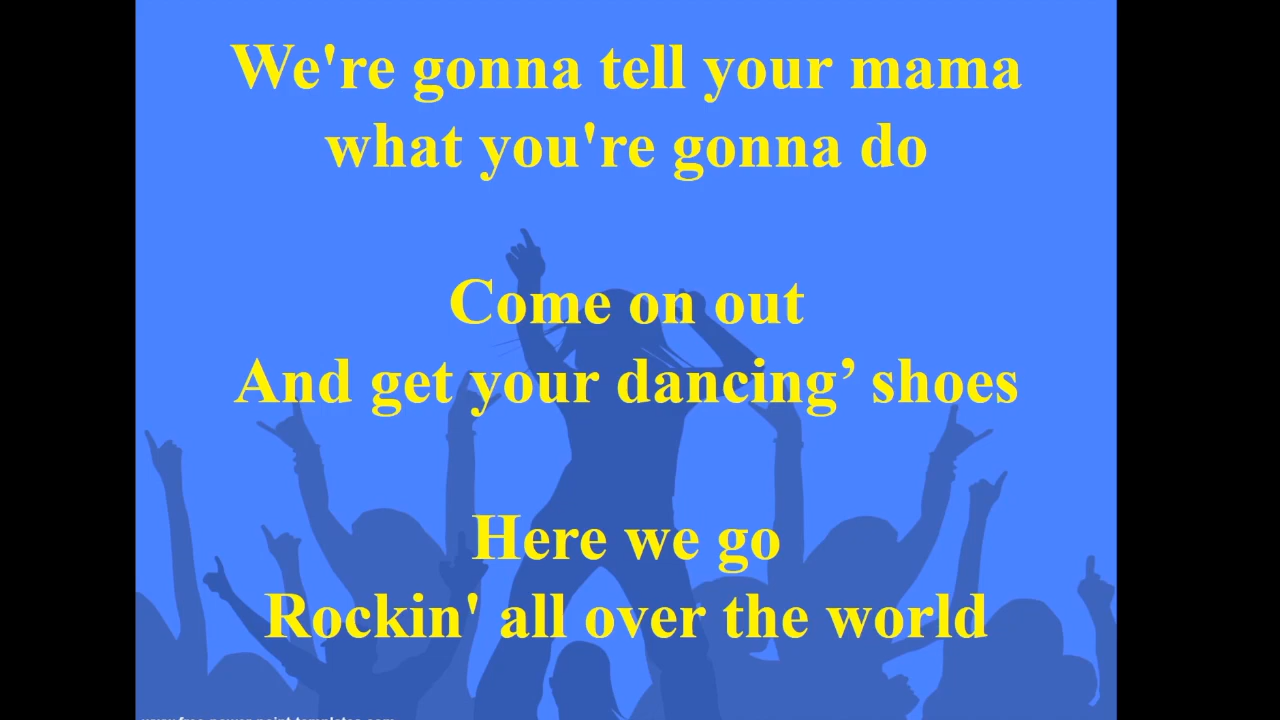 We're gonna tell your mama
what you're gonna do
Come on out
And get your dancing’ shoes
Here we go
Rockin' all over the world